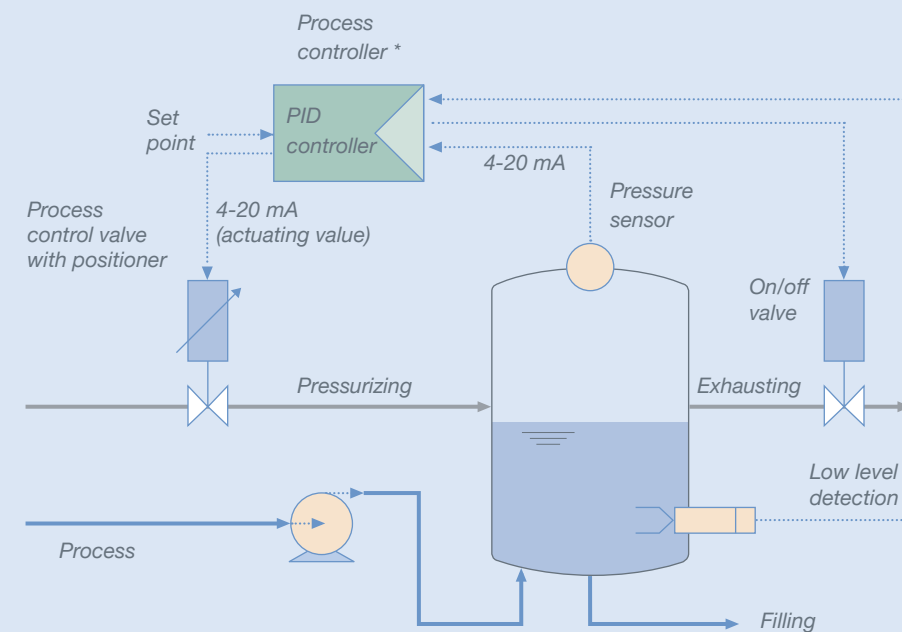 Process
controller *
PID
controller
Set
point
4-20 mA
Pressure
sensor
Process
control valve
with positioner
4-20 mA
(actuating value)
On/off
valve
Pressurizing
Exhausting
Low level
detection
Process
Filling